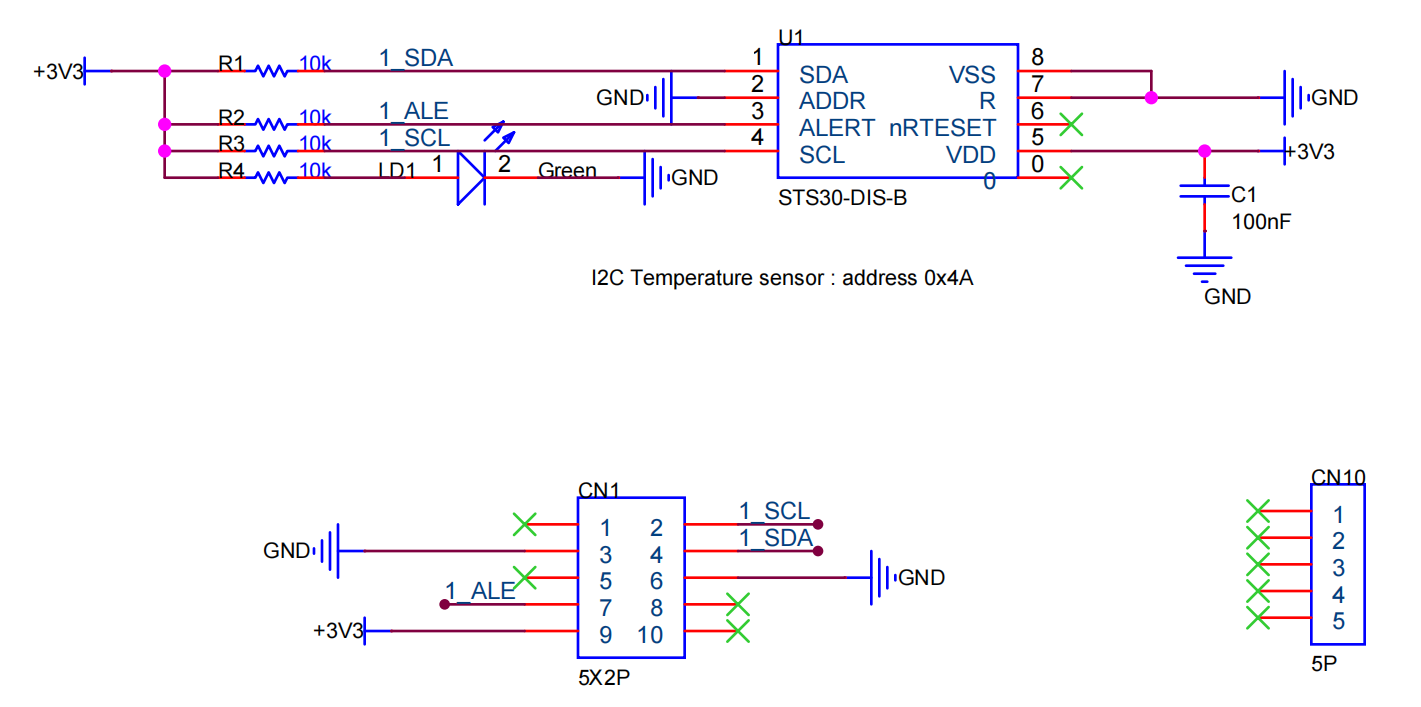 U1
+3V3
R1 10k 1_SDA
1 SDA VSS 8
GND 2 ADDR R 7 GND
R2 10k 1_ALE
3 ALERT nRTESET 6
R3 10k 1_SCL
4 SCL VDD 5 +3V3
R4 10k LD1 1 2 Green GND
0 0
STS30-DIS-B
C1
100nF
GND
I2C Temperature sensor : address 0x4A
CN1
1 2 1_SCL
GND 3 4 1_SDA
5 6 GND
1_ALE 7 8
+3V3 9 10
5X2P
CN10
1
2
3
4
5
5P